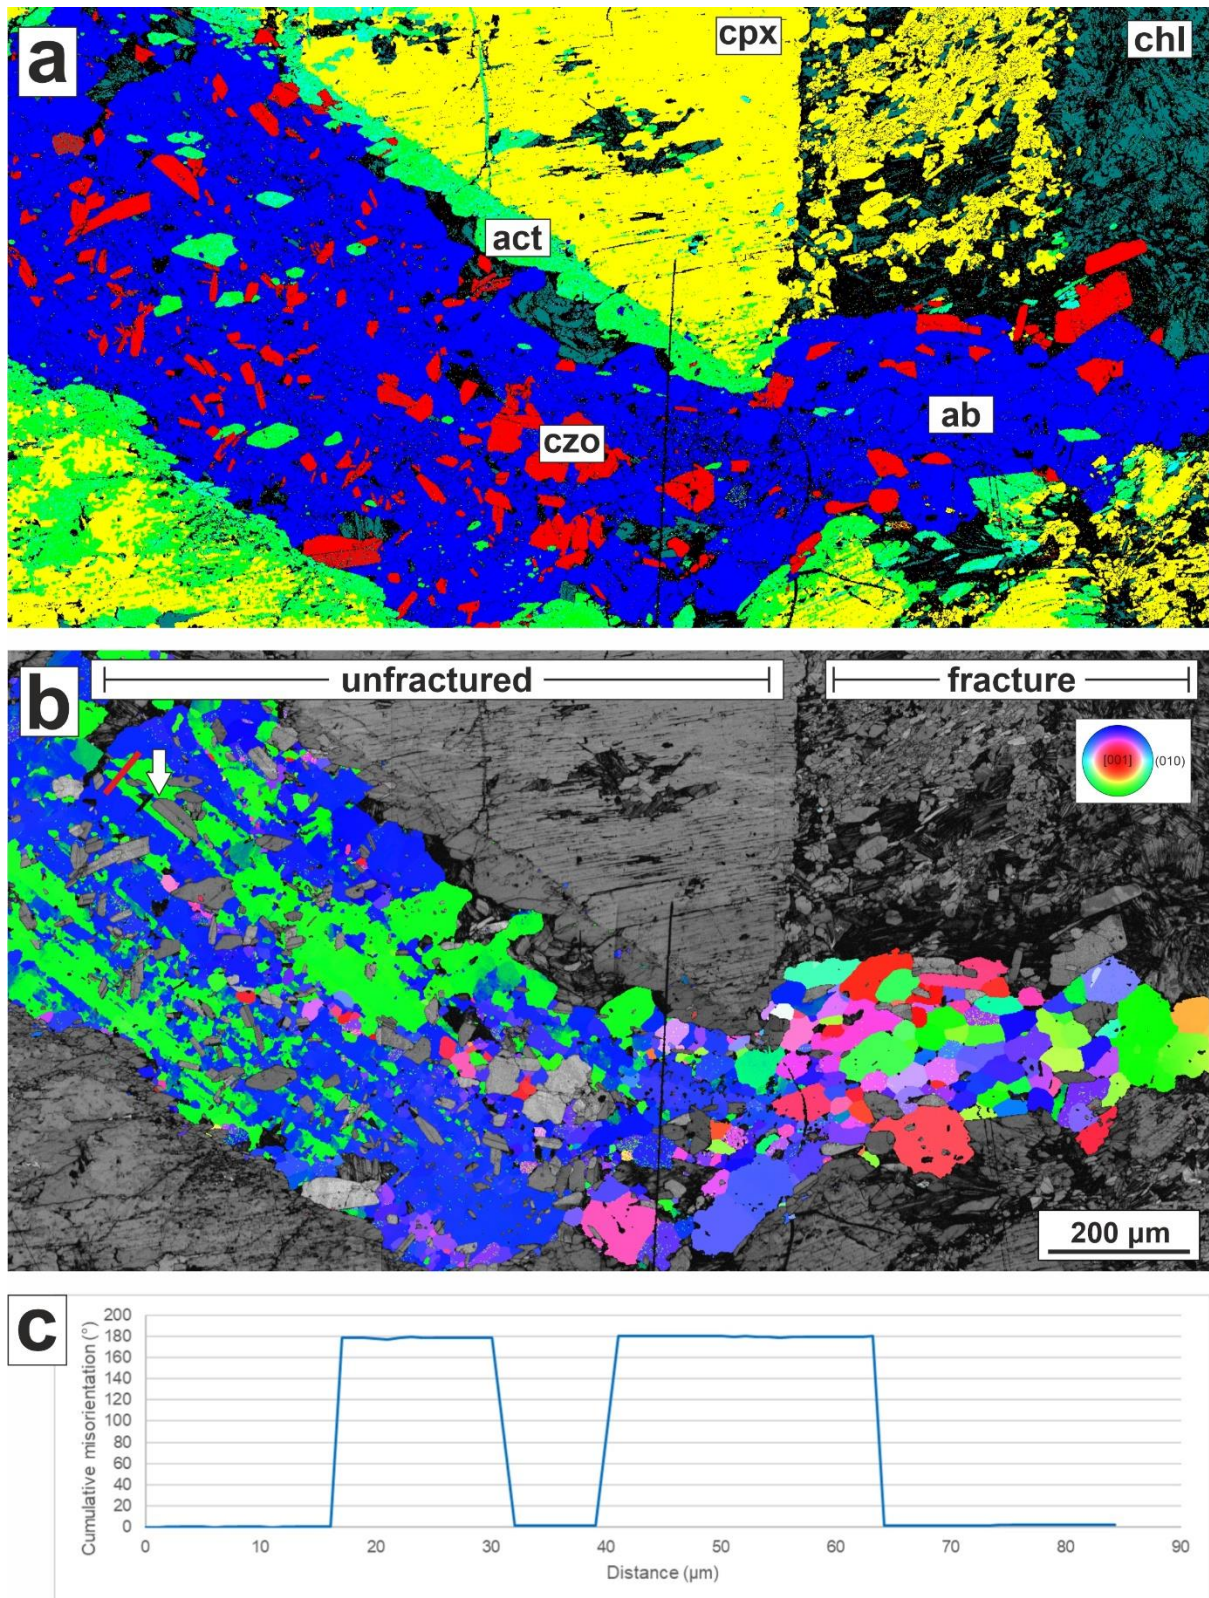 a
cpx
chl
act
czo
ab
b
unfractured
fracture
[001]
(010)
200 µm
c
Cumulative misorientation (°)
200
180
160
140
120
100
80
60
40
20
0
0 10 20 30 40 50 60 70 80 90
Distance (µm)